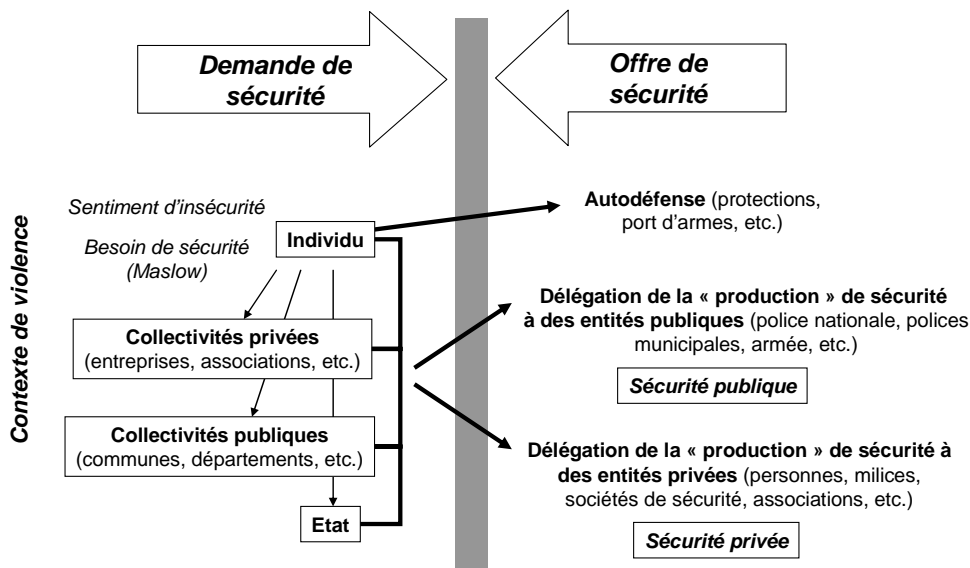 Demande de
sécurité
Offre de
sécurité
Contexte de violence
Sentiment d'insécurité
Besoin de sécurité
(Maslow)
Individu
Collectivités privées
(entreprises, associations, etc.)
Collectivités publiques
(communes, départements, etc.)
Etat
Autodéfense (protections,
port d'armes, etc.)
Délégation de la « production » de sécurité
à des entités publiques (police nationale, polices
municipales, armée, etc.)
Sécurité publique
Délégation de la « production » de sécurité à
des entités privées (personnes, milices,
sociétés de sécurité, associations, etc.)
Sécurité privée